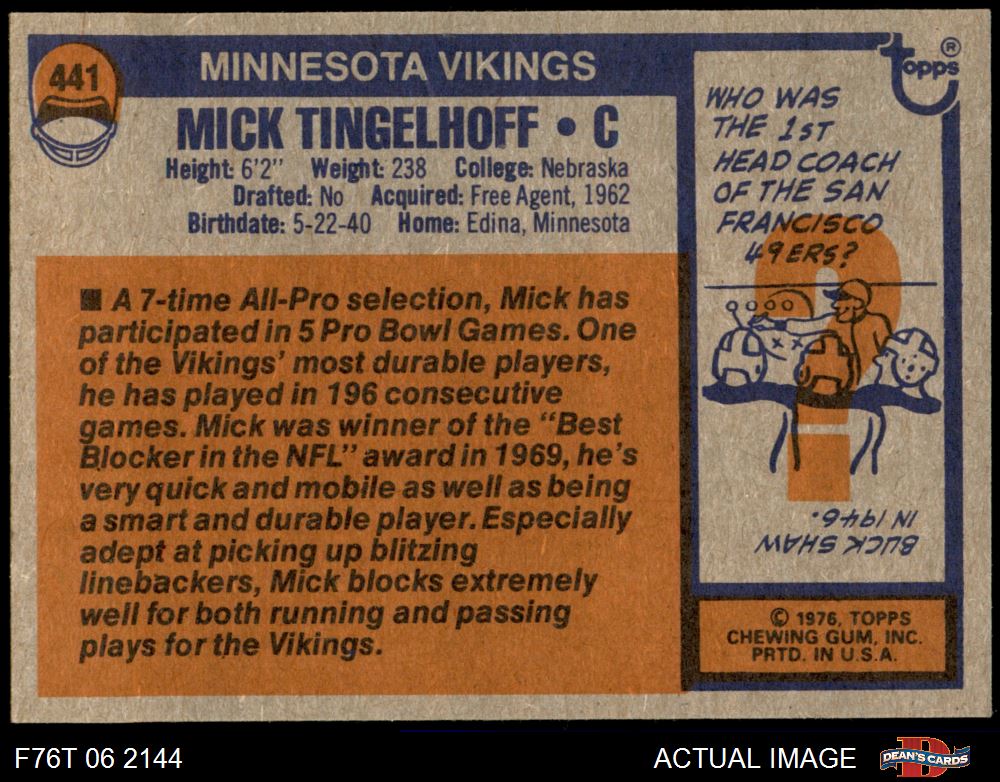 441
MINNESOTA VIKINGS
MICK TINGELHOFF • C
Height: 6'2" Weight: 238 College: Nebraska
Drafted: No Acquired: Free Agent, 1962
Birthdate: 5-22-40 Home: Edina, Minnesota
■ A 7-time All-Pro selection, Mick has
participated in 5 Pro Bowl Games. One
of the Vikings' most durable players,
he has played in 196 consecutive
games. Mick was winner of the "Best
Blocker in the NFL" award in 1969, he's
very quick and mobile as well as being
a smart and durable player. Especially
adept at picking up blitzing
linebackers, Mick blocks extremely
well for both running and passing
plays for the Vikings.
Topps®
WHO WAS
THE 1ST
HEAD COACH
OF THE SAN
FRANCISCO
49ERS?
?
BUCK SHAW
IN 1946.
© 1976, TOPPS
CHEWING GUM, INC.
PRTD. IN U.S.A.
F76T 06 2144
ACTUAL IMAGE
D
DEAN'S CARDS